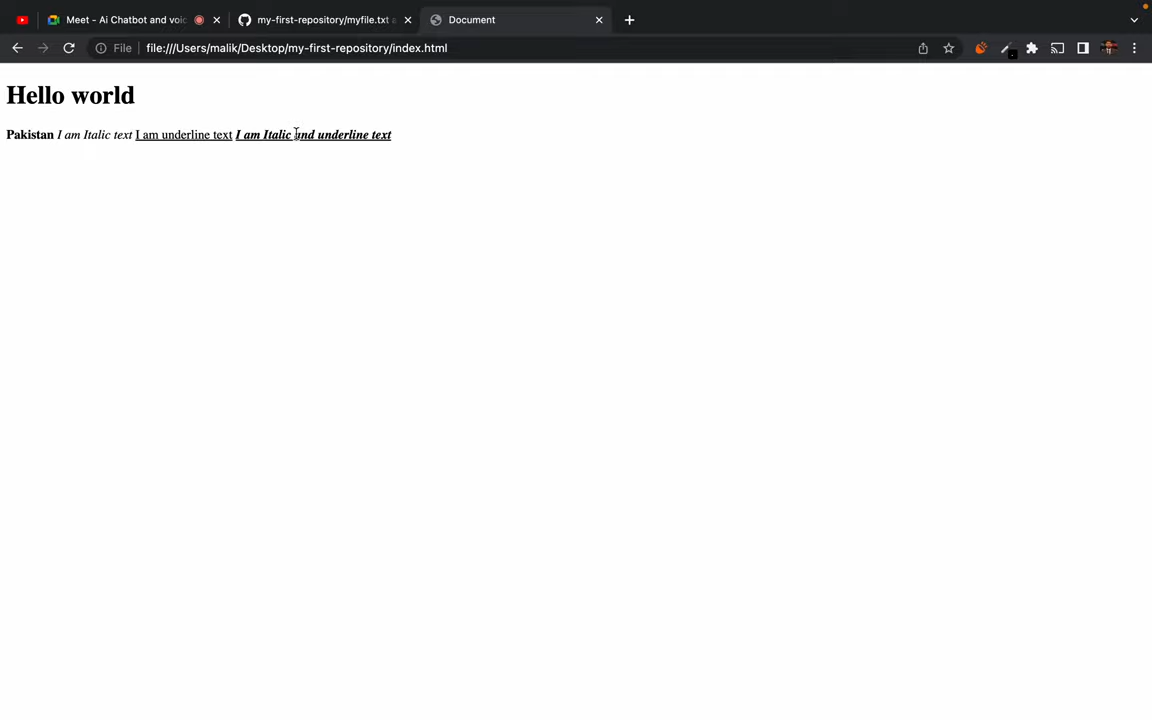 Meet - Ai Chatbot and voic
my-first-repository/myfile.txt a
Document
File
file:///Users/malik/Desktop/my-first-repository/index.html
Hello world
Pakistan I am Italic text I am underline text I am Italic and underline text